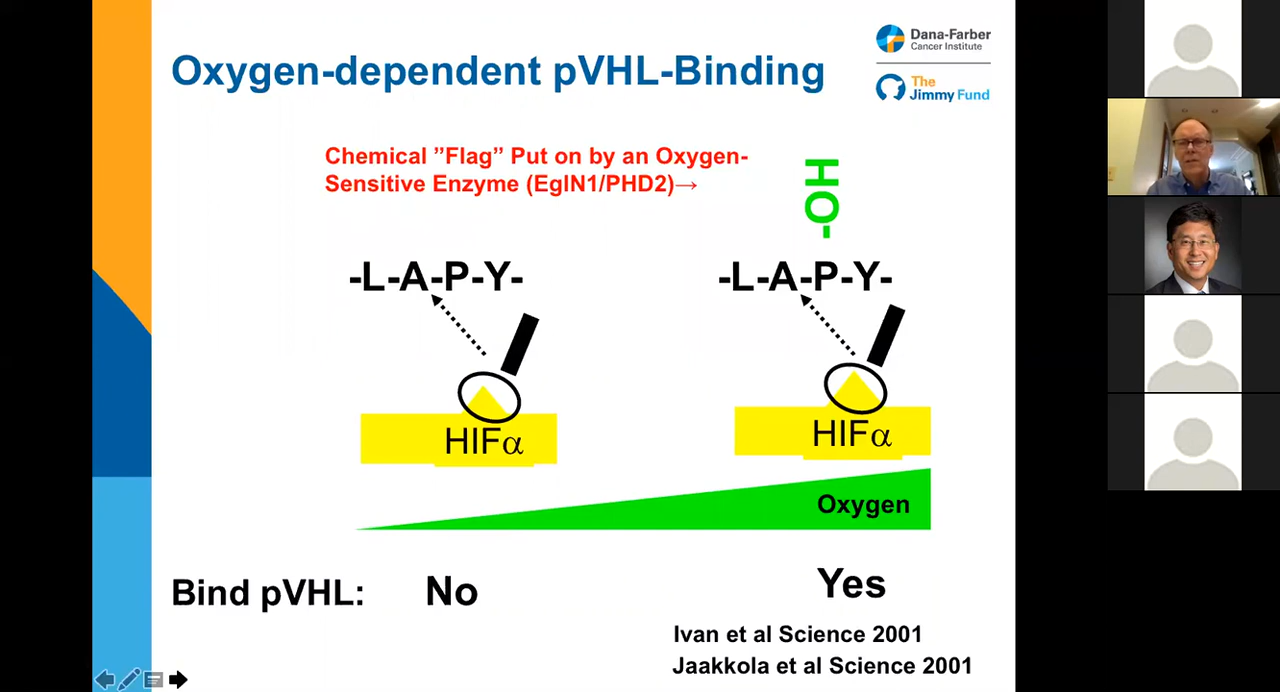 Oxygen-dependent pVHL-Binding
Dana-Farber
Cancer Institute
The
Jimmy Fund
Chemical ”Flag” Put on by an Oxygen-
Sensitive Enzyme (EglN1/PHD2)→
HO-
-L-A-P-Y-
-L-A-P-Y-
HIFα
HIFα
Oxygen
Bind pVHL: No
Yes
Ivan et al Science 2001
Jaakkola et al Science 2001